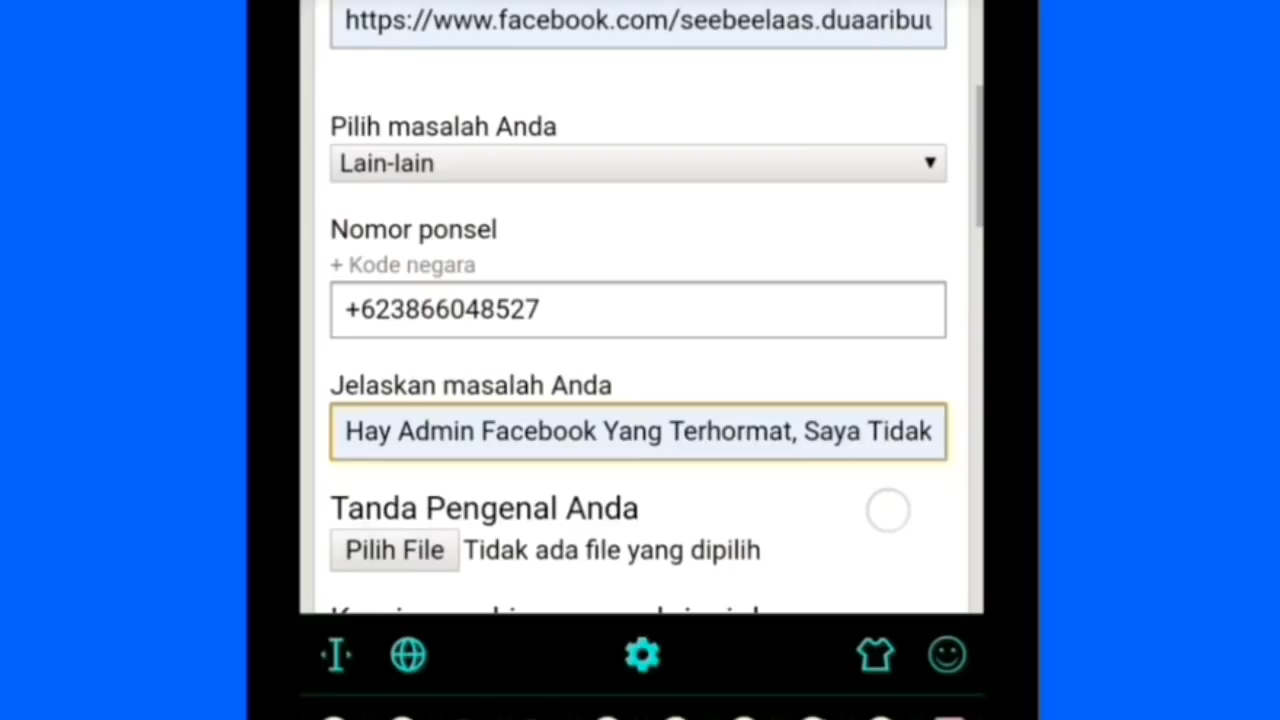 https://www.facebook.com/seebeelaas.duaaribuu
Pilih masalah Anda
Lain-lain
Nomor ponsel
+ Kode negara
+623866048527
Jelaskan masalah Anda
Hay Admin Facebook Yang Terhormat, Saya Tidak
Tanda Pengenal Anda
Pilih File Tidak ada file yang dipilih